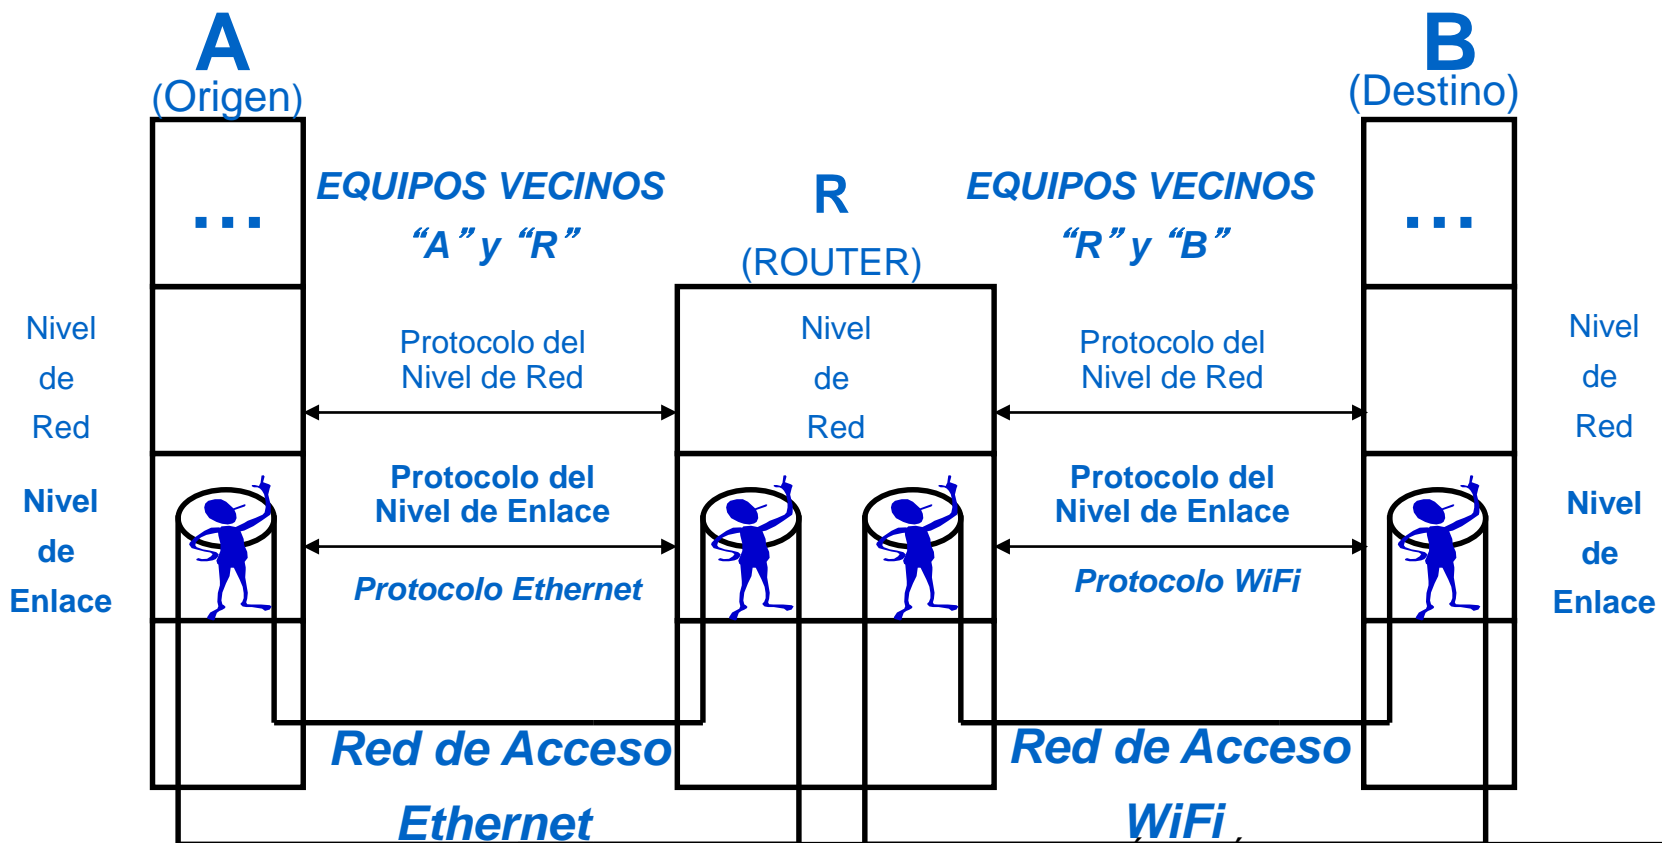 A
(Origen)
B
(Destino)
R
(ROUTER)
EQUIPOS VECINOS
“A” y “R”
EQUIPOS VECINOS
“R” y “B”
...
...
Nivel
de
Red
Protocolo del
Nivel de Red
Nivel
de
Red
Protocolo del
Nivel de Red
Nivel
de
Red
Nivel
de
Enlace
Protocolo del
Nivel de Enlace
Protocolo Ethernet
Protocolo del
Nivel de Enlace
Protocolo WiFi
Nivel
de
Enlace
Red de Acceso
Ethernet
Red de Acceso
WiFi